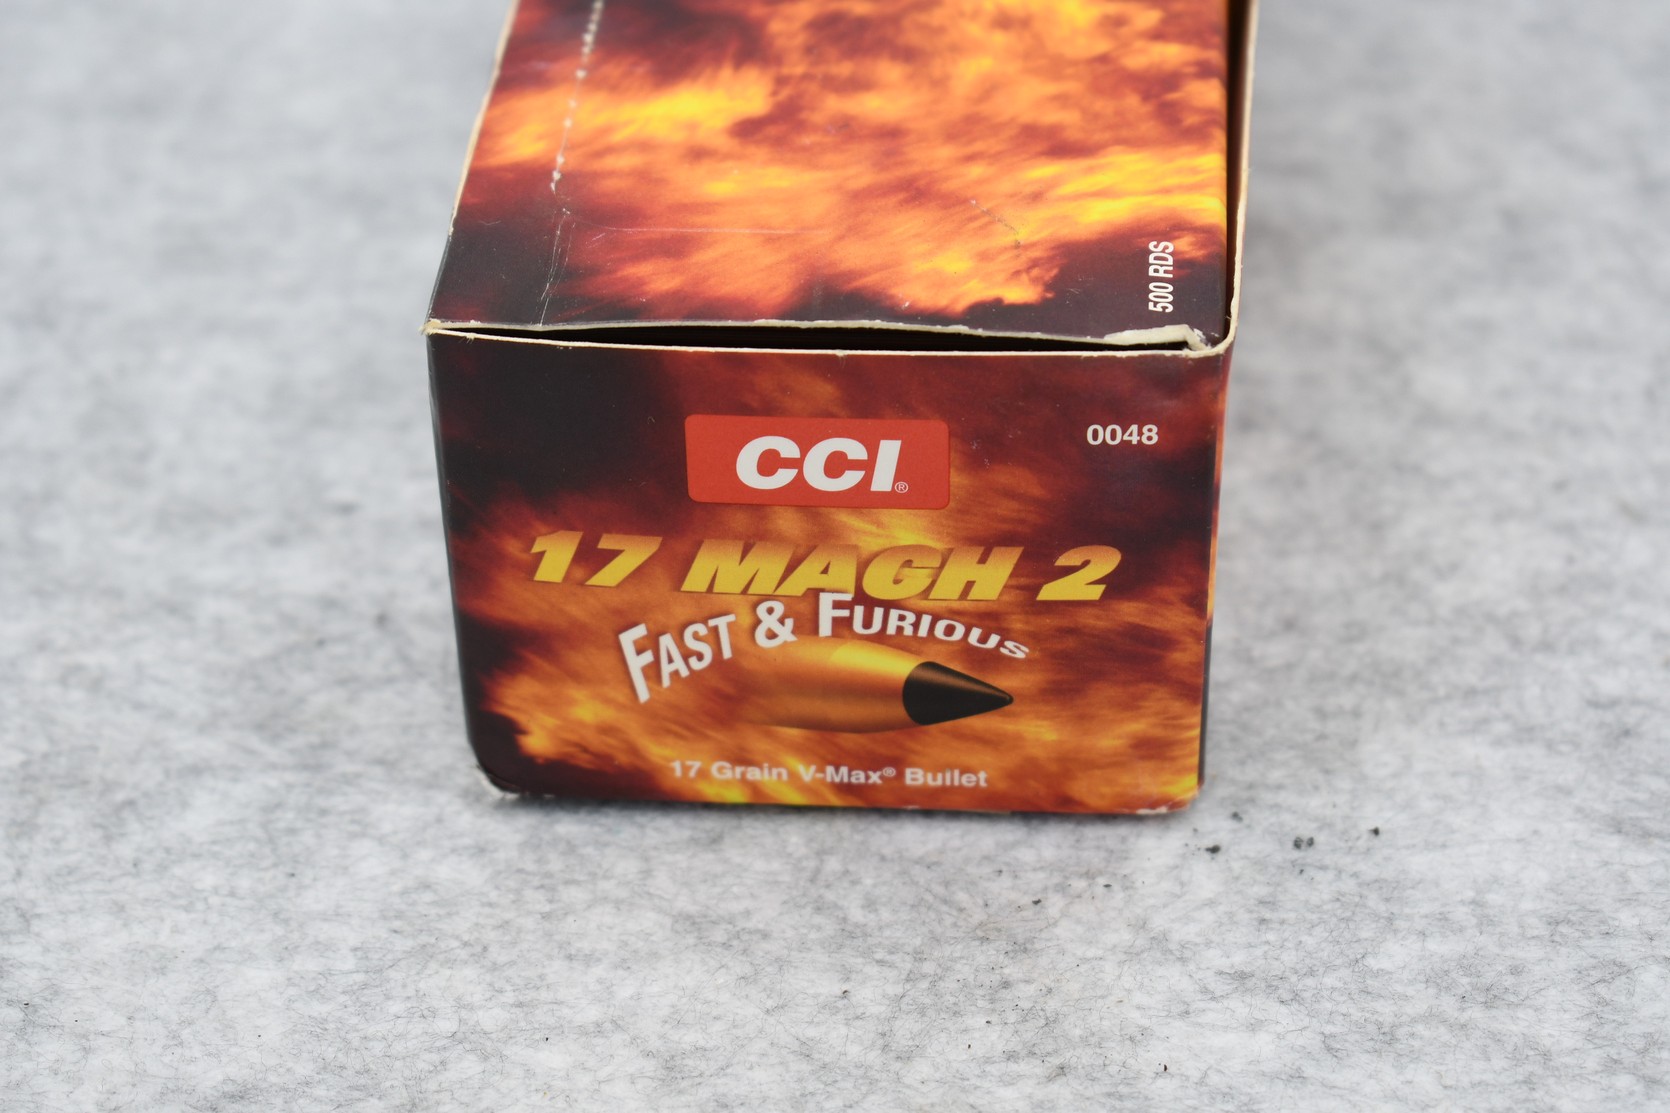 500 RDS
CCI®
0048
17 MACH 2
FAST & FURIOUS
17 Grain V-Max® Bullet